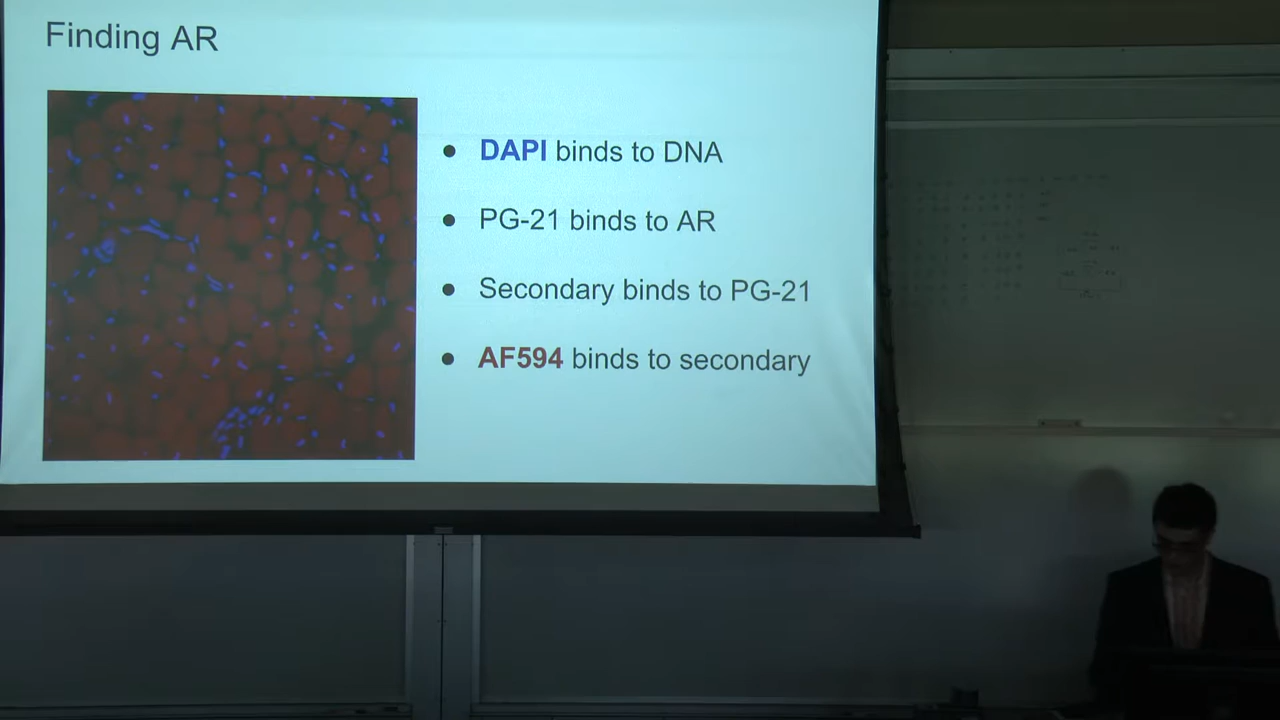 Finding AR
● DAPI binds to DNA
● PG-21 binds to AR
● Secondary binds to PG-21
● AF594 binds to secondary